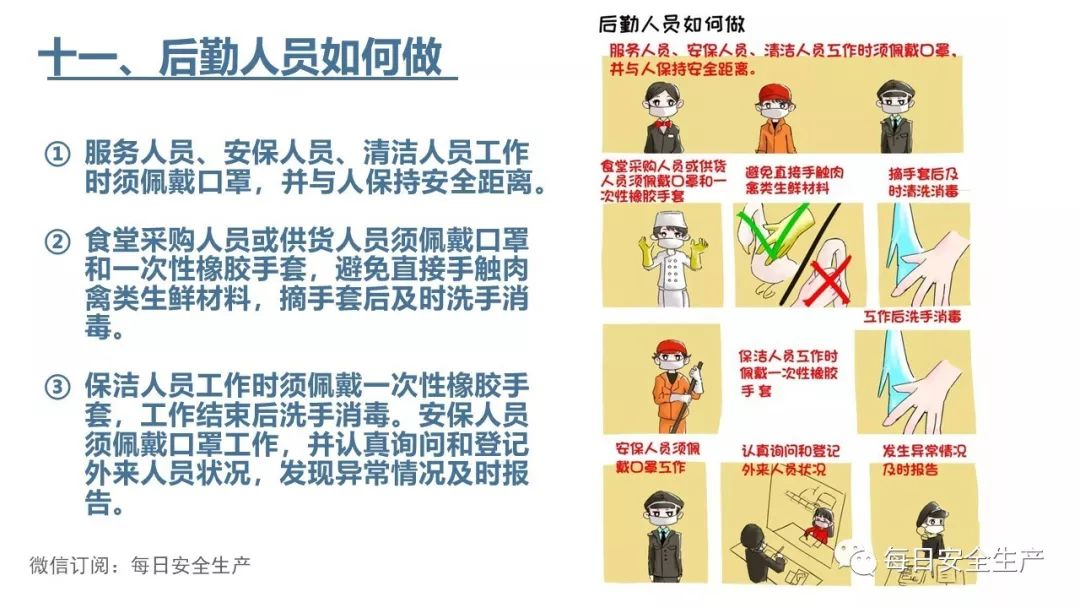 十一、后勤人员如何做
① 服务人员、安保人员、清洁人员工作
时须佩戴口罩，并与人保持安全距离。
② 食堂采购人员或供货人员须佩戴口罩
和一次性橡胶手套，避免直接手触肉
禽类生鲜材料，摘手套后及时洗手消
毒。
③ 保洁人员工作时须佩戴一次性橡胶手
套，工作结束后洗手消毒。安保人员
须佩戴口罩工作，并认真询问和登记
外来人员状况，发现异常情况及时报
告。
微信订阅：每日安全生产
后勤人员如何做
服务人员、安保人员、清洁人员工作时须佩戴口罩，
并与人保持安全距离。
食堂采购人员或供货
人员须佩戴口罩和一
次性橡胶手套
避免直接手触肉
禽类生鲜材料
摘手套后及
时清洗消毒
工作后洗手消毒
保洁人员工作时
佩戴一次性橡胶
手套
安保人员须佩
戴口罩工作
认真询问和登记
外来人员状况
发生异常情况
及时报告
每日安全生产